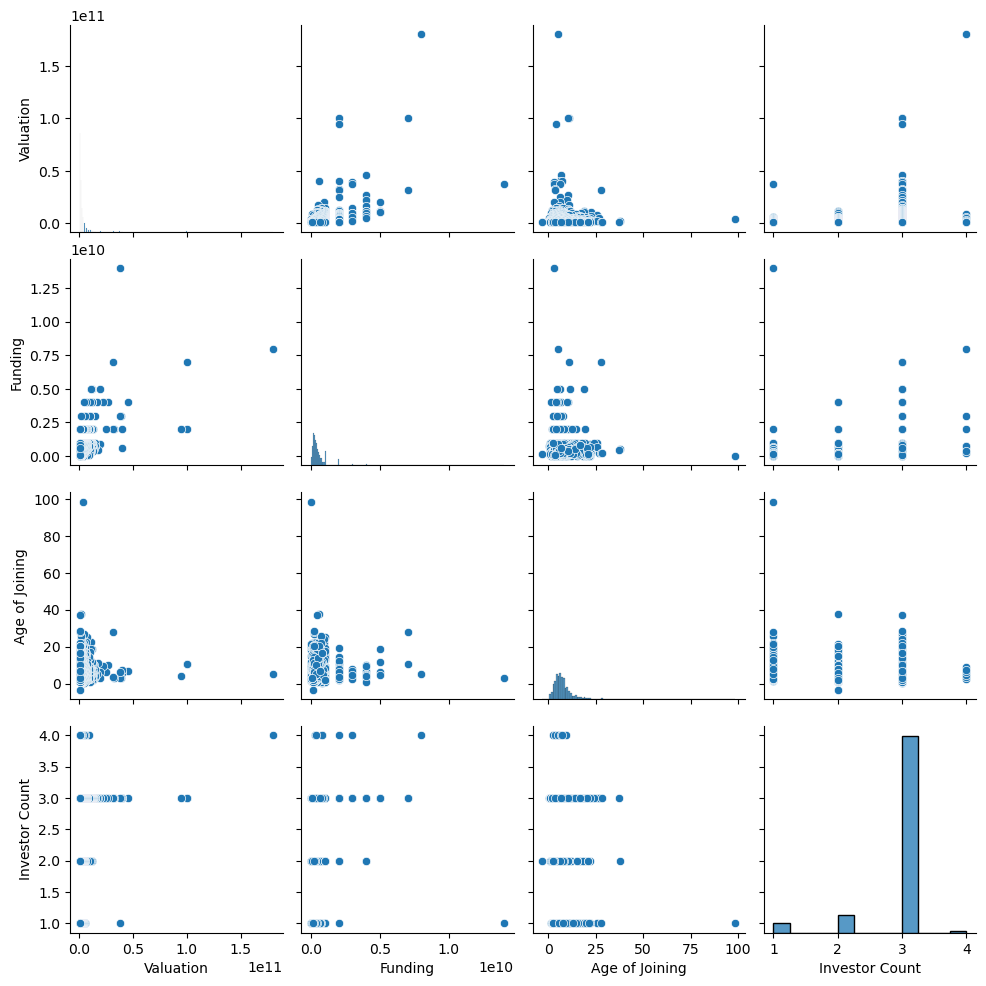 1e11
1.5
1.0
0.5
0.0
Valuation
1e10
1.25
1.00
0.75
0.50
0.25
0.00
Funding
100
80
60
40
20
0
Age of Joining
4.0
3.5
3.0
2.5
2.0
1.5
1.0
Investor Count
0.0 0.5 1.0 1.5
1e11
Valuation
0.0 0.5 1.0
1e10
Funding
0 25 50 75 100
Age of Joining
1 2 3 4
Investor Count